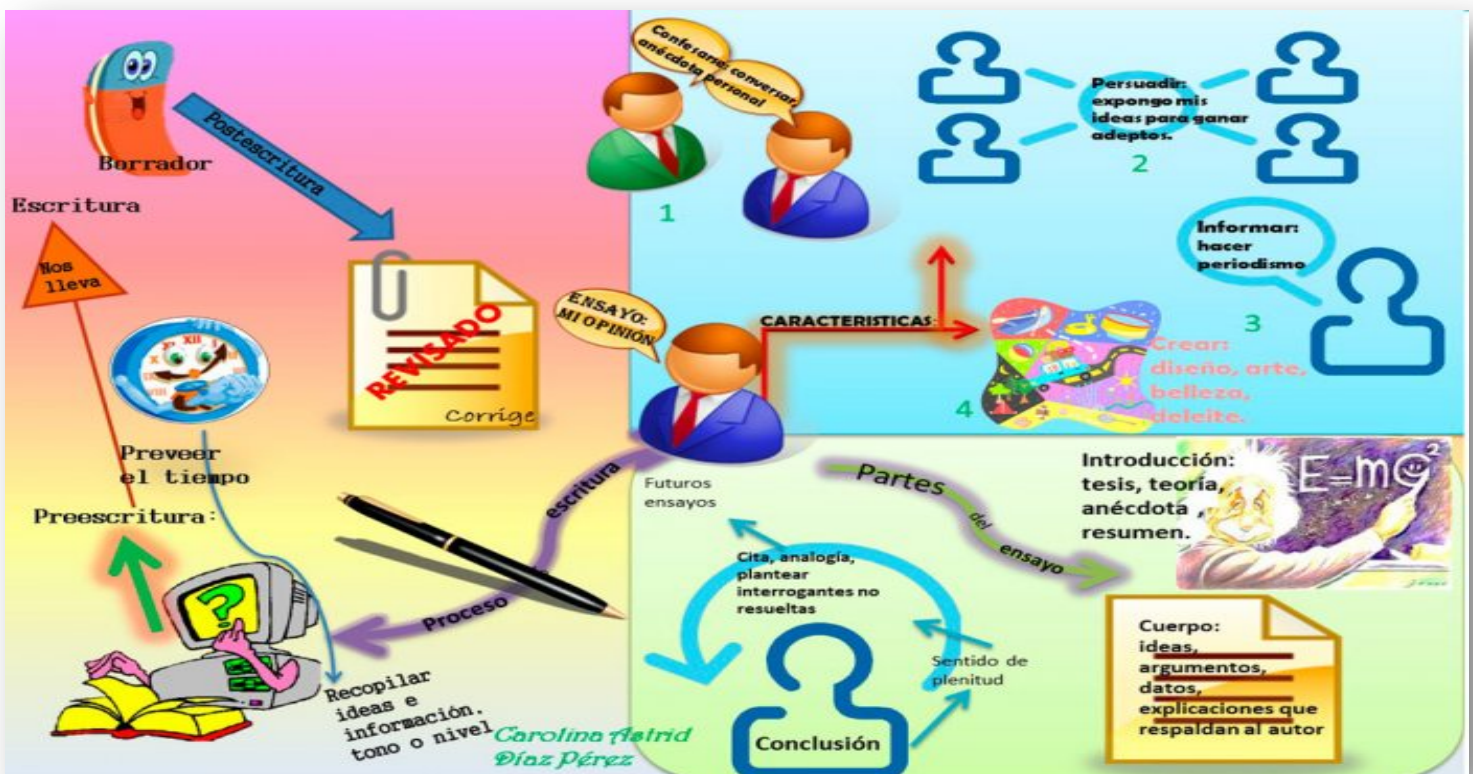 Borrador
Postescritura
Escritura
Nos
lleva
REVISADO
Corrige
Preveer
el tiempo
Preescritura:
Recopilar
ideas e
información.
tono o nivel
Proceso
escritura
Confesarse, conversar,
anécdota personal
1
Persuadir:
expongo mis
ideas para ganar
adeptos.
2
Informar:
hacer
periodismo
3
ENSAYO:
MI OPINIÓN
CARACTERISTICAS:
Crear:
diseño, arte,
belleza,
deleite.
4
Futuros
ensayos
Partes
del
ensayo
Introducción:
tesis, teoría,
anécdota ,
resumen.
E=mc²
Cita, analogía,
plantear
interrogantes no
resueltas
Sentido de
plenitud
Conclusión
Cuerpo:
ideas,
argumentos,
datos,
explicaciones que
respaldan al autor
Carolina Astrid
Díaz Pérez